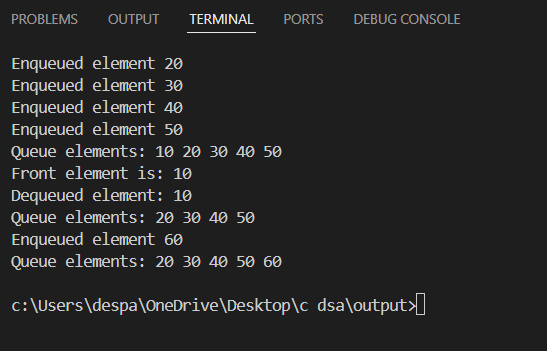 PROBLEMS OUTPUT TERMINAL PORTS DEBUG CONSOLE
Enqueued element 20
Enqueued element 30
Enqueued element 40
Enqueued element 50
Queue elements: 10 20 30 40 50
Front element is: 10
Dequeued element: 10
Queue elements: 20 30 40 50
Enqueued element 60
Queue elements: 20 30 40 50 60
c:\Users\despa\OneDrive\Desktop\c dsa\output>